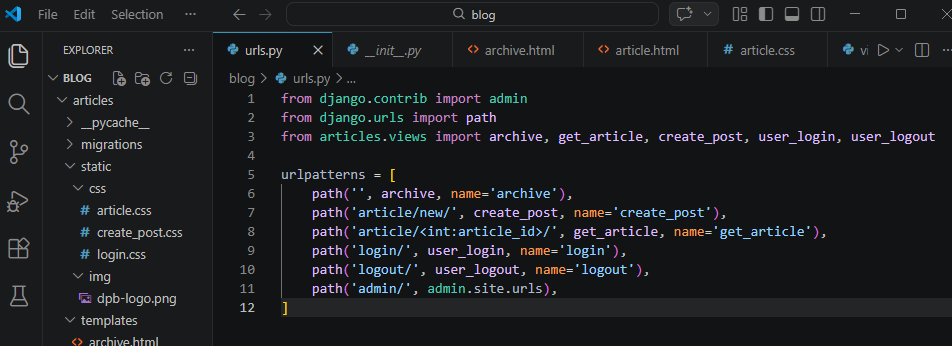 File Edit Selection ...
blog
EXPLORER ...
urls.py
__init__.py
archive.html
article.html
article.css
vi
BLOG
blog > urls.py > ...
articles
__pycache__
migrations
static
css
article.css
create_post.css
login.css
img
dpb-logo.png
templates
archive.html
1 from django.contrib import admin
2 from django.urls import path
3 from articles.views import archive, get_article, create_post, user_login, user_logout
4
5 urlpatterns = [
6 path('', archive, name='archive'),
7 path('article/new/', create_post, name='create_post'),
8 path('article/<int:article_id>/', get_article, name='get_article'),
9 path('login/', user_login, name='login'),
10 path('logout/', user_logout, name='logout'),
11 path('admin/', admin.site.urls),
12 ]